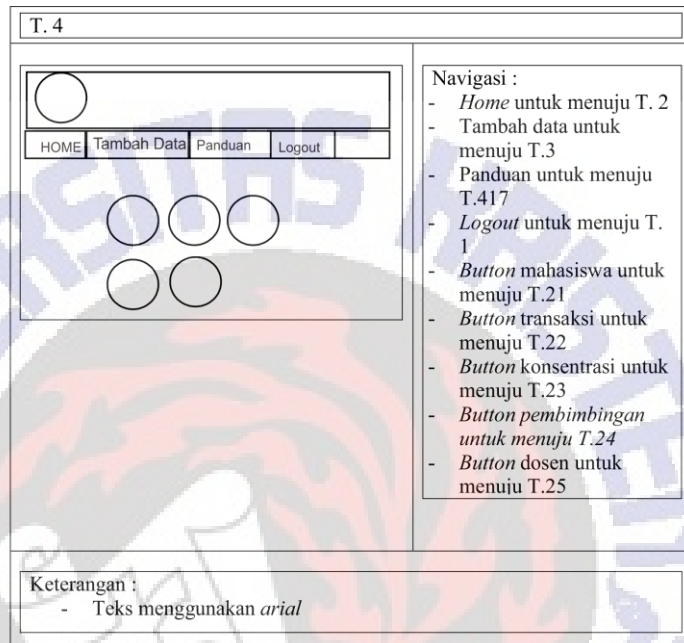 T. 4
HOME Tambah Data Panduan Logout
Navigasi :
- Home untuk menuju T. 2
- Tambah data untuk
menuju T.3
- Panduan untuk menuju
T.417
- Logout untuk menuju T.
1
- Button mahasiswa untuk
menuju T.21
- Button transaksi untuk
menuju T.22
- Button konsentrasi untuk
menuju T.23
- Button pembimbingan
untuk menuju T.24
- Button dosen untuk
menuju T.25
Keterangan :
- Teks menggunakan arial